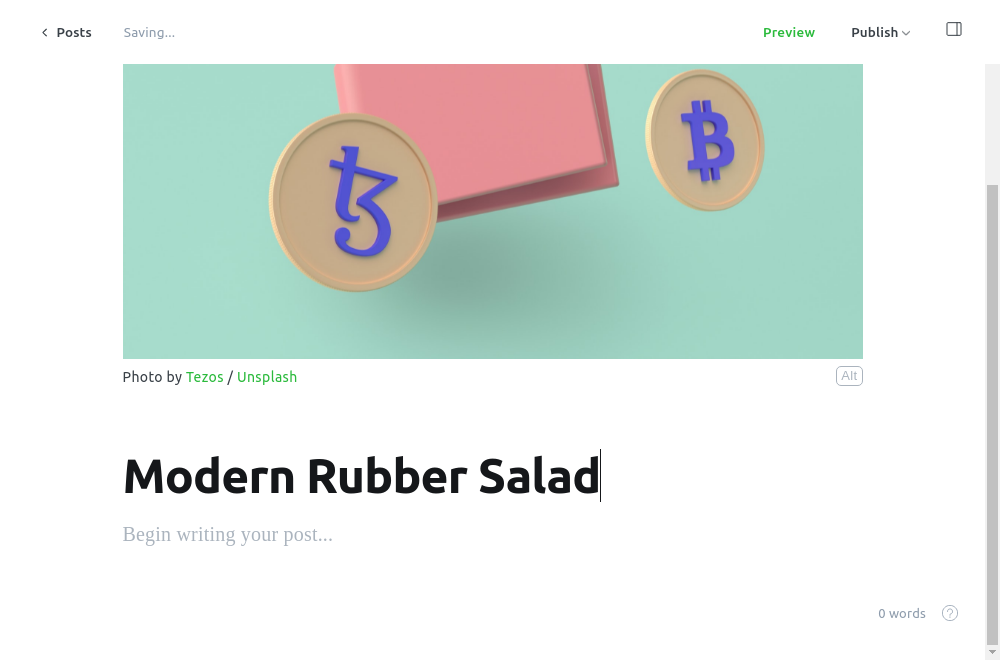 Posts Saving... Preview Publish
Photo by Tezos / Unsplash Alt
Modern Rubber Salad
Begin writing your post...
0 words ?